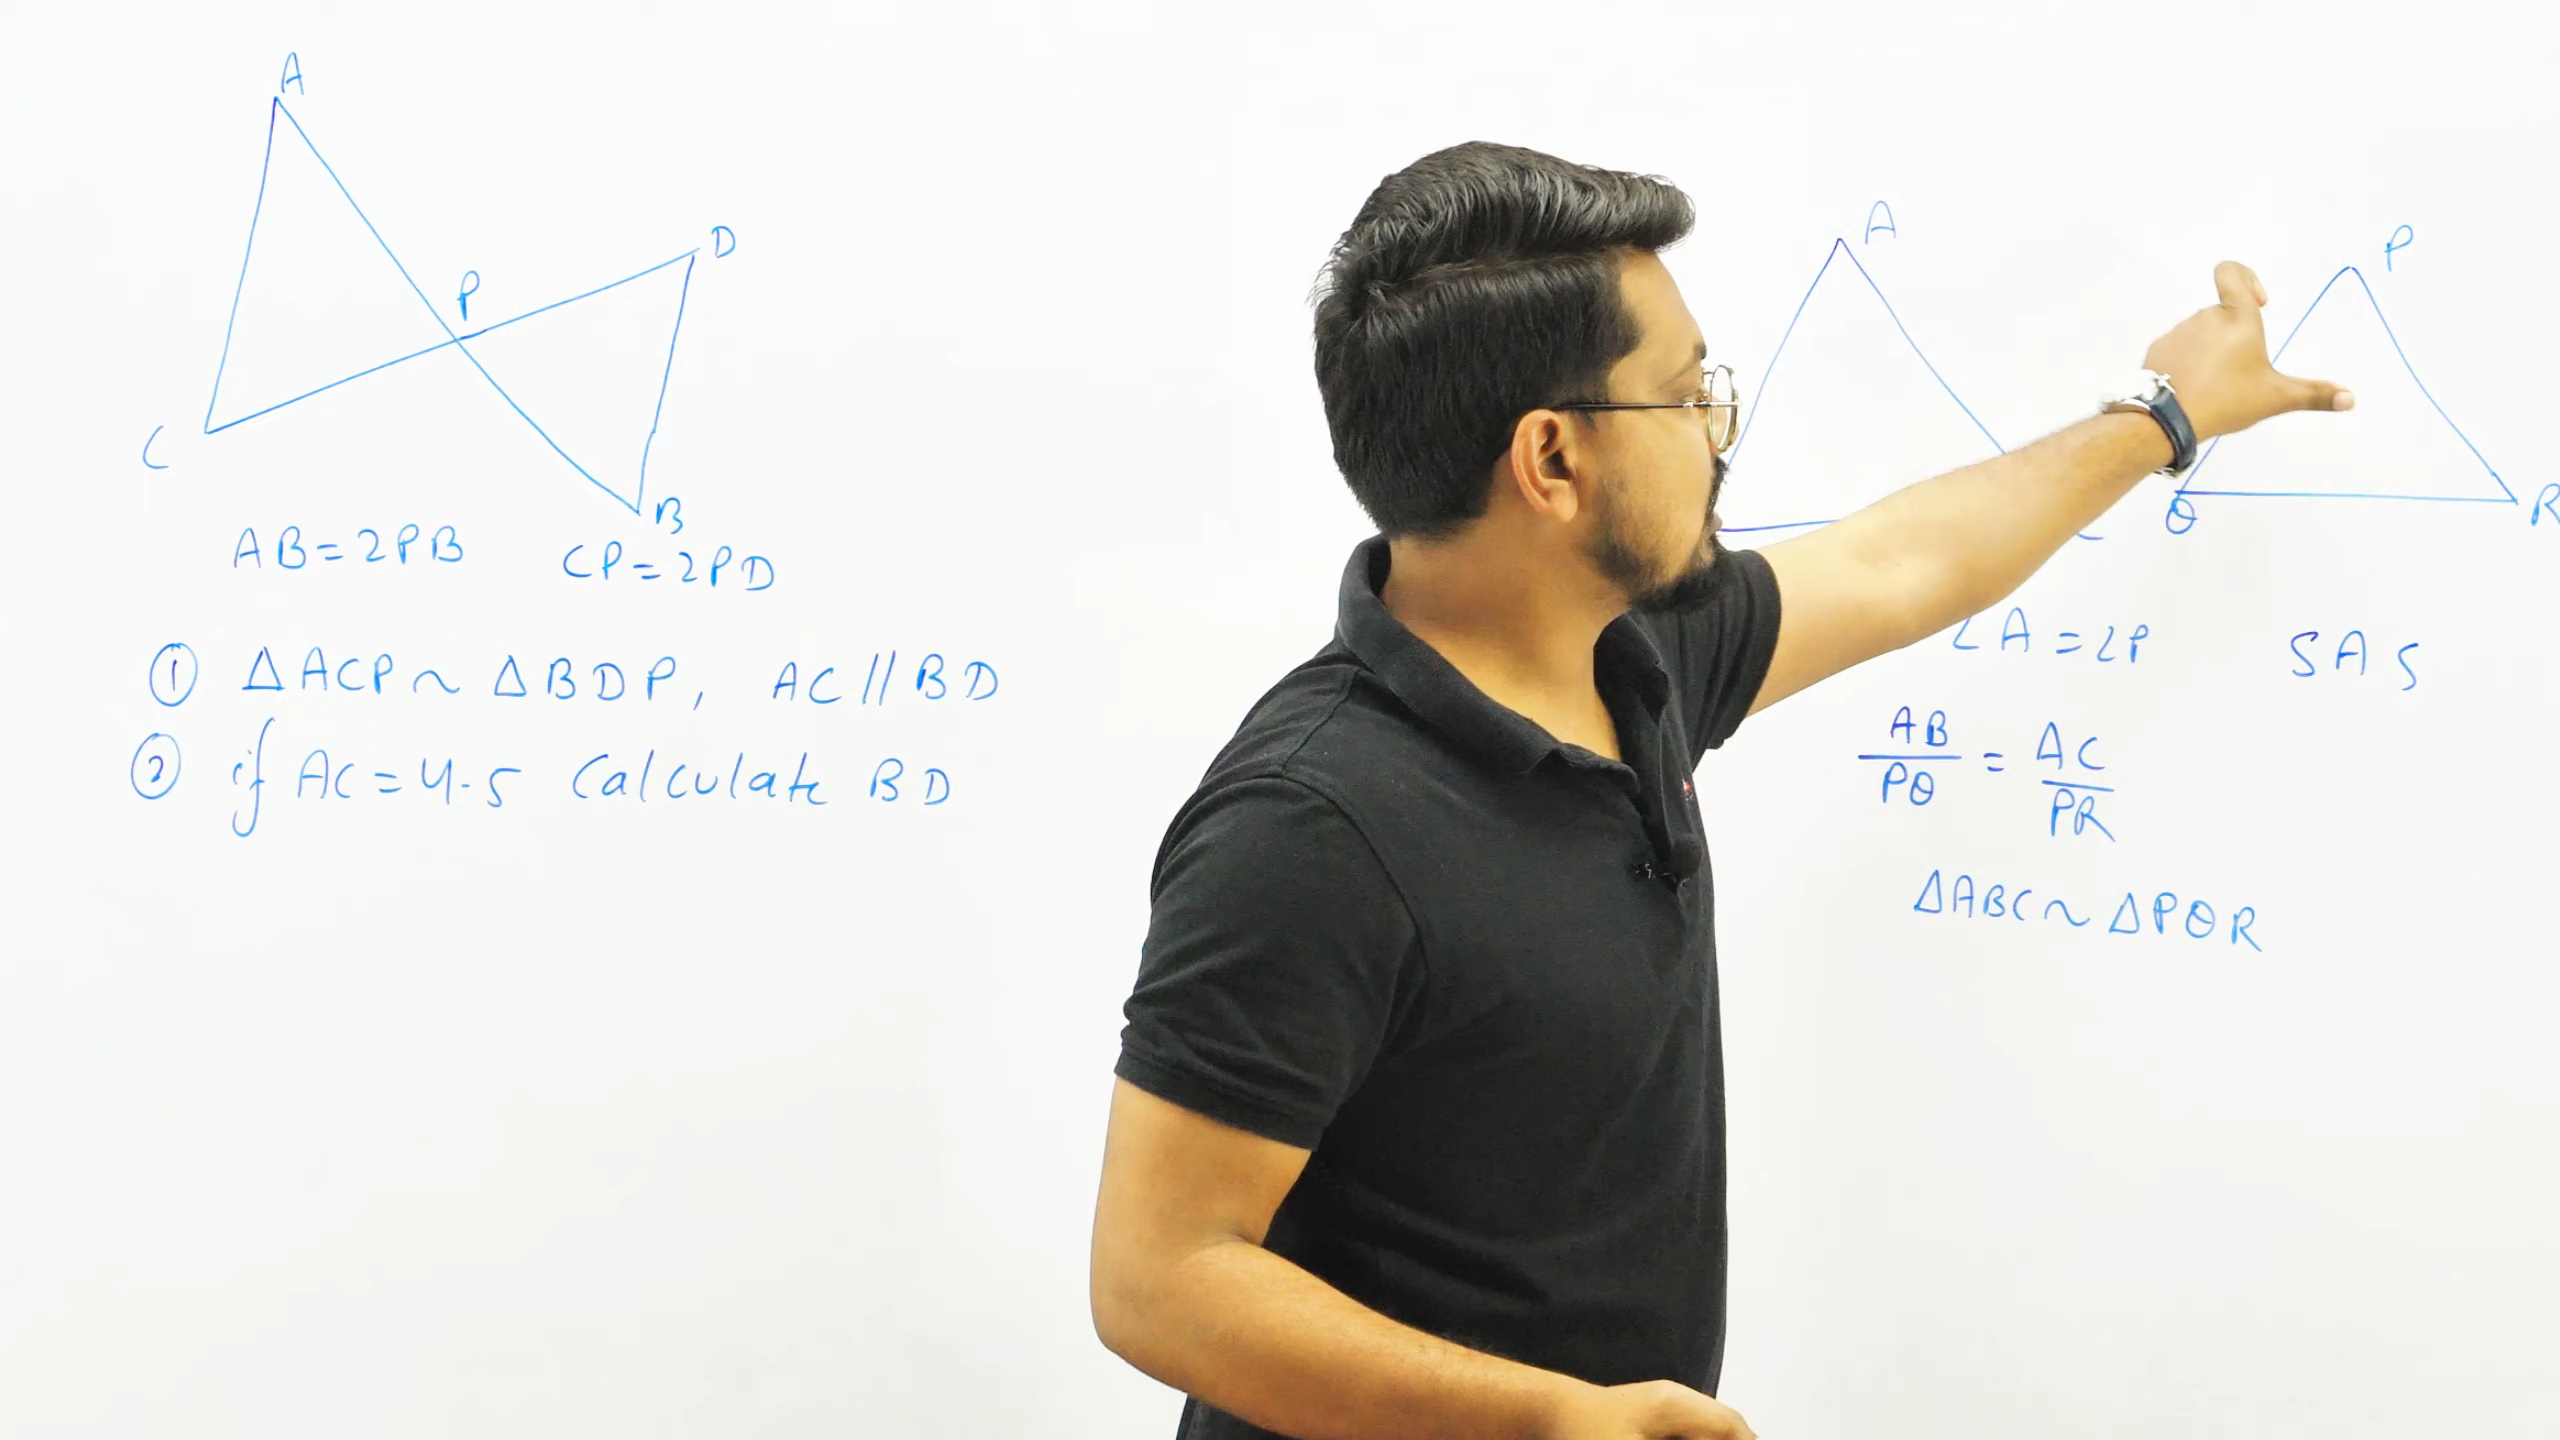 A
D
P
C
B
AB=2PB CP=2PD
① ΔACP ~ ΔBDP, AC // BD
② if AC=4.5 Calculate BD
A
P
C
Q
R
∠A = ∠P SAS
AB/PQ = AC/PR
ΔABC ~ ΔPQR